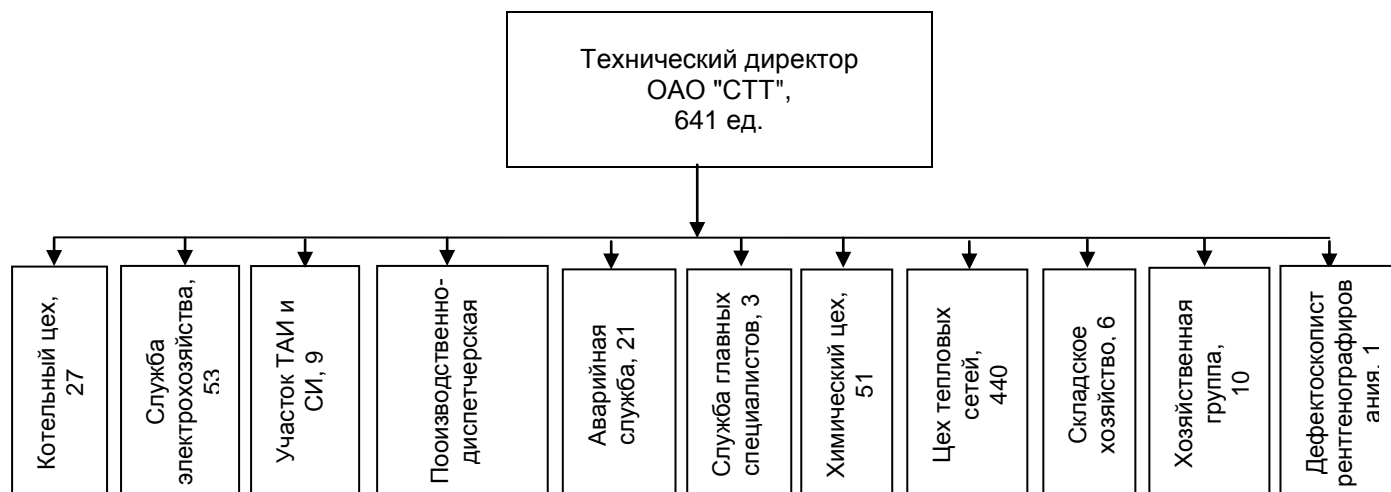 Технический директор
ОАО "СТТ",
641 ед.
Котельный цех,
27
Служба
электрохозяйства,
53
Участок ТАИ и
СИ, 9
Пооизводственно-
диспетчерская
Аварийная
служба, 21
Служба главных
специалистов, 3
Химический цех,
51
Цех тепловых
сетей,
440
Складское
хозяйство, 6
Хозяйственная
группа,
10
Дефектоскопист
рентгенографиров
ания, 1